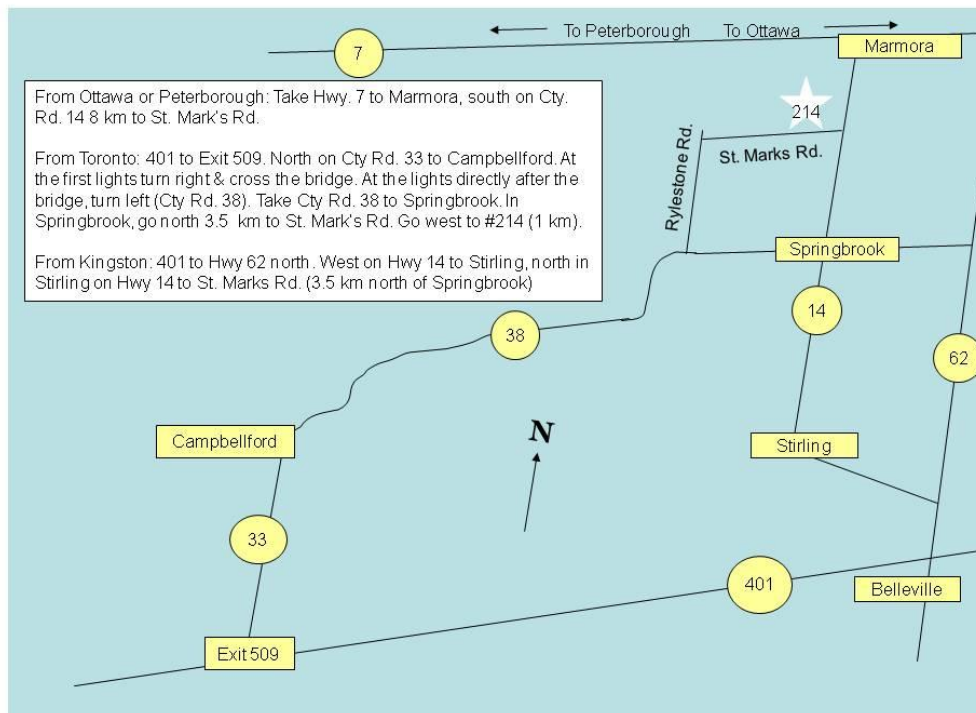 To Peterborough
To Ottawa
7
Marmora
From Ottawa or Peterborough: Take Hwy. 7 to Marmora, south on Cty.
Rd. 14 8 km to St. Mark's Rd.
From Toronto: 401 to Exit 509. North on Cty Rd. 33 to Campbellford. At
the first lights turn right & cross the bridge. At the lights directly after the
bridge, turn left (Cty Rd. 38). Take Cty Rd. 38 to Springbrook. In
Springbrook, go north 3.5 km to St. Mark's Rd. Go west to #214 (1 km).
From Kingston: 401 to Hwy 62 north. West on Hwy 14 to Stirling, north in
Stirling on Hwy 14 to St. Marks Rd. (3.5 km north of Springbrook)
214
St. Marks Rd.
Rylestone Rd.
Springbrook
14
38
62
Campbellford
N
Stirling
33
401
Belleville
Exit 509